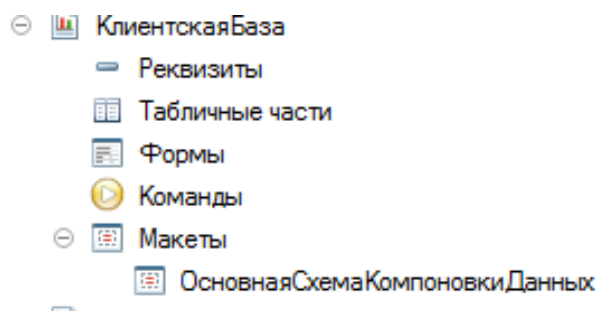 КлиентскаяБаза
Реквизиты
Табличные части
Формы
Команды
Макеты
ОсновнаяСхемаКомпоновкиДанных